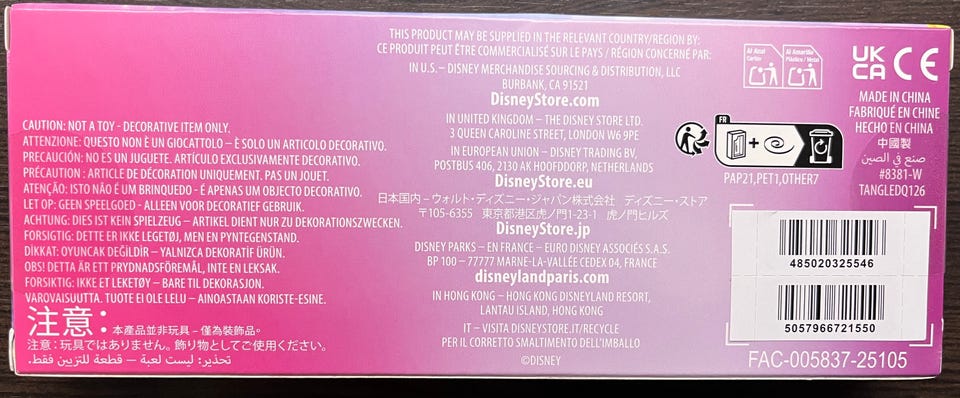 CAUTION: NOT A TOY - DECORATIVE ITEM ONLY.
ATTENZIONE: QUESTO NON È UN GIOCATTOLO – È SOLO UN ARTICOLO DECORATIVO.
PRECAUCIÓN: NO ES UN JUGUETE. ARTÍCULO EXCLUSIVAMENTE DECORATIVO.
PRÉCAUTION : ARTICLE DE DÉCORATION UNIQUEMENT. PAS UN JOUET.
ATENÇÃO: ISTO NÃO É UM BRINQUEDO - É APENAS UM OBJECTO DECORATIVO.
LET OP: GEEN SPEELGOED - ALLEEN VOOR DECORATIEF GEBRUIK.
ACHTUNG: DIES IST KEIN SPIELZEUG – ARTIKEL DIENT NUR ZU DEKORATIONSZWECKEN.
FORSIGTIG: DETTE ER IKKE LEGETØJ, MEN EN PYNTEGENSTAND.
DİKKAT: OYUNCAK DEĞİLDİR – YALNIZCA DEKORATİF ÜRÜN.
OBS! DETTA ÄR ETT PRYDNADSFÖREMÅL, INTE EN LEKSAK.
FORSIKTIG: IKKE ET LEKETØY – BARE TIL DEKORASJON.
VAROVAISUUTTA. TUOTE EI OLE LELU – AINOASTAAN KORISTE-ESINE.
注意: 本產品並非玩具 - 僅為裝飾品。
注意：玩具ではありません。飾り物としてご使用ください。
تحذير: ليست لعبة – قطعة للتزيين فقط.
THIS PRODUCT MAY BE SUPPLIED IN THE RELEVANT COUNTRY/REGION BY:
CE PRODUIT PEUT ÊTRE COMMERCIALISÉ SUR LE PAYS / RÉGION CONCERNÉ PAR:
IN U.S. – DISNEY MERCHANDISE SOURCING & DISTRIBUTION, LLC
BURBANK, CA 91521
DisneyStore.com
IN UNITED KINGDOM – THE DISNEY STORE LTD.
3 QUEEN CAROLINE STREET, LONDON W6 9PE
IN EUROPEAN UNION – DISNEY TRADING BV,
POSTBUS 406, 2130 AK HOOFDDORP, NETHERLANDS
DisneyStore.eu
日本国内 – ウォルト・ディズニー・ジャパン株式会社 ディズニー・ストア
〒105-6355 東京都港区虎ノ門1-23-1 虎ノ門ヒルズ
DisneyStore.jp
DISNEY PARKS – EN FRANCE – EURO DISNEY ASSOCIÉS S.A.S.
BP 100 – 77777 MARNE-LA-VALLÉE CEDEX 04, FRANCE
disneylandparis.com
IN HONG KONG – HONG KONG DISNEYLAND RESORT,
LANTAU ISLAND, HONG KONG
IT – VISITA DISNEYSTORE.IT/RECYCLE
PER IL CORRETTO SMALTIMENTO DELL'IMBALLO
©DISNEY
Al Azul
Cartón
Al Amarillo
Plástico / Metal
UK
CA
CE
FR
PAP21,PET1,OTHER7
MADE IN CHINA
FABRIQUÉ EN CHINE
HECHO EN CHINA
中國製
صنع في الصين
#8381-W
TANGLEDQ126
485020325546
5057966721550
FAC-005837-25105